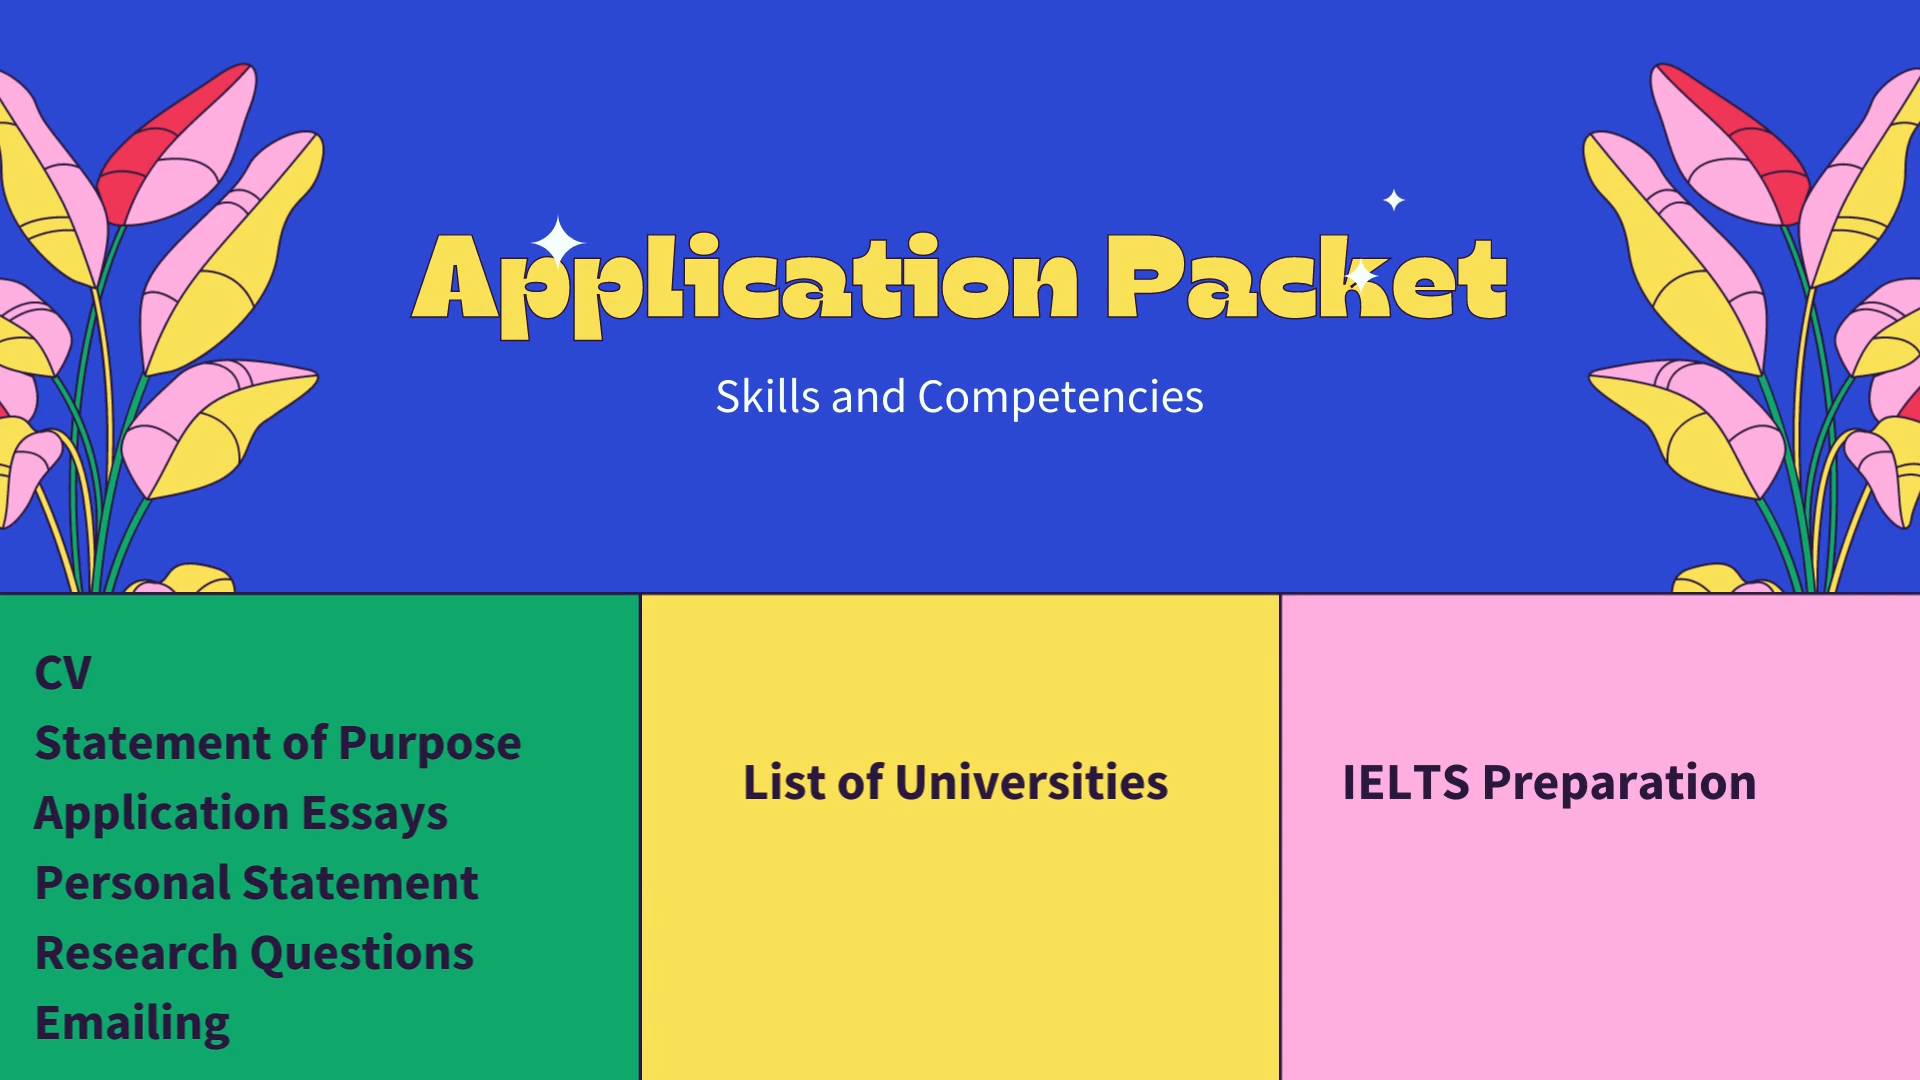 Application Packet
Skills and Competencies
CV
Statement of Purpose
Application Essays
Personal Statement
Research Questions
Emailing
List of Universities
IELTS Preparation